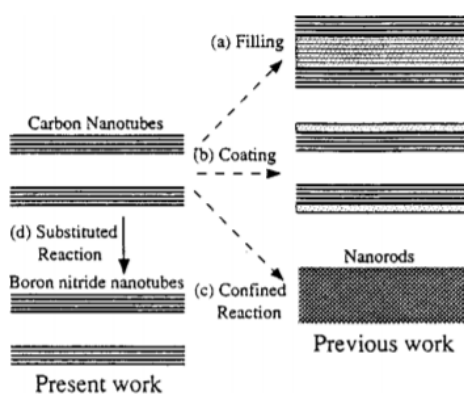 (a) Filling
Carbon Nanotubes
(b) Coating
(d) Substituted
Reaction
Boron nitride nanotubes
(c) Confined
Reaction
Nanorods
Present work
Previous work